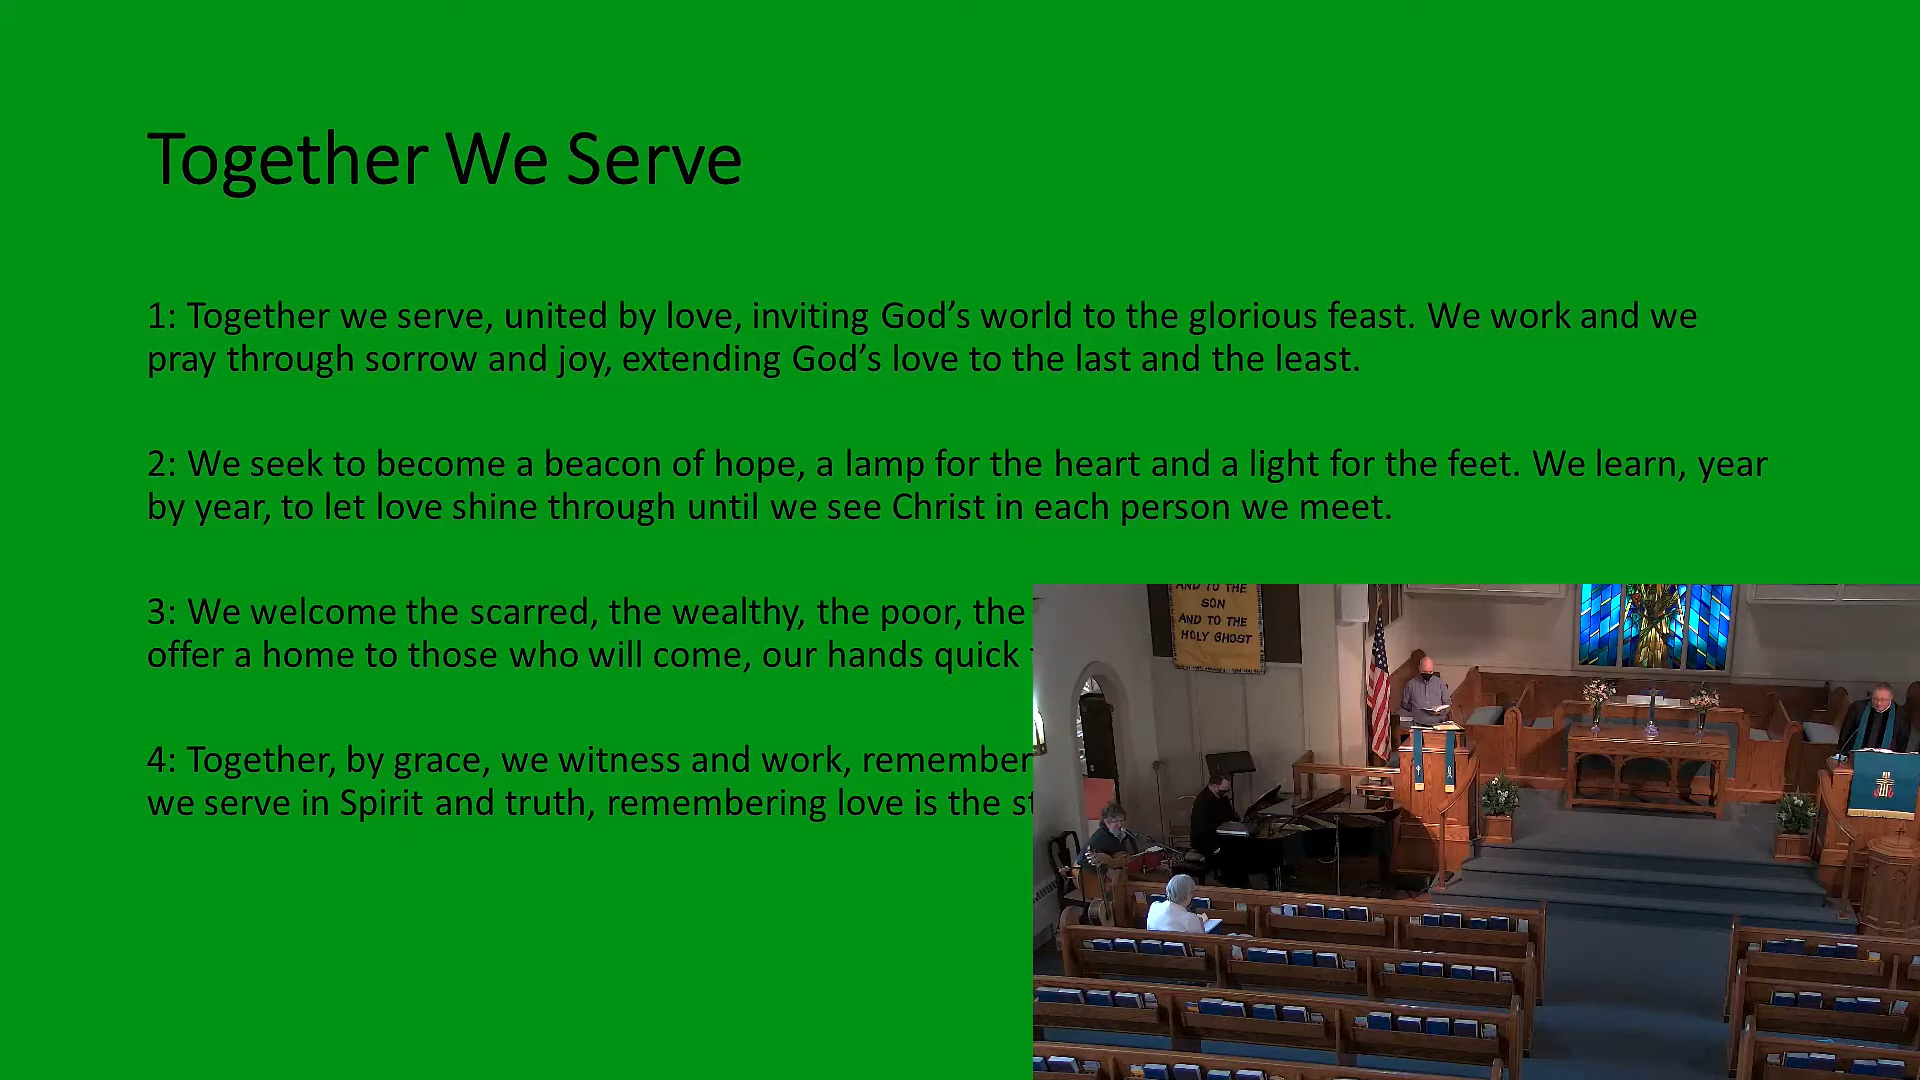 Together We Serve
1: Together we serve, united by love, inviting God’s world to the glorious feast. We work and we
pray through sorrow and joy, extending God’s love to the last and the least.
2: We seek to become a beacon of hope, a lamp for the heart and a light for the feet. We learn, year
by year, to let love shine through until we see Christ in each person we meet.
3: We welcome the scarred, the wealthy, the poor, the
offer a home to those who will come, our hands quick
4: Together, by grace, we witness and work, remember
we serve in Spirit and truth, remembering love is the
AND TO THE
SON
AND TO THE
HOLY GHOST